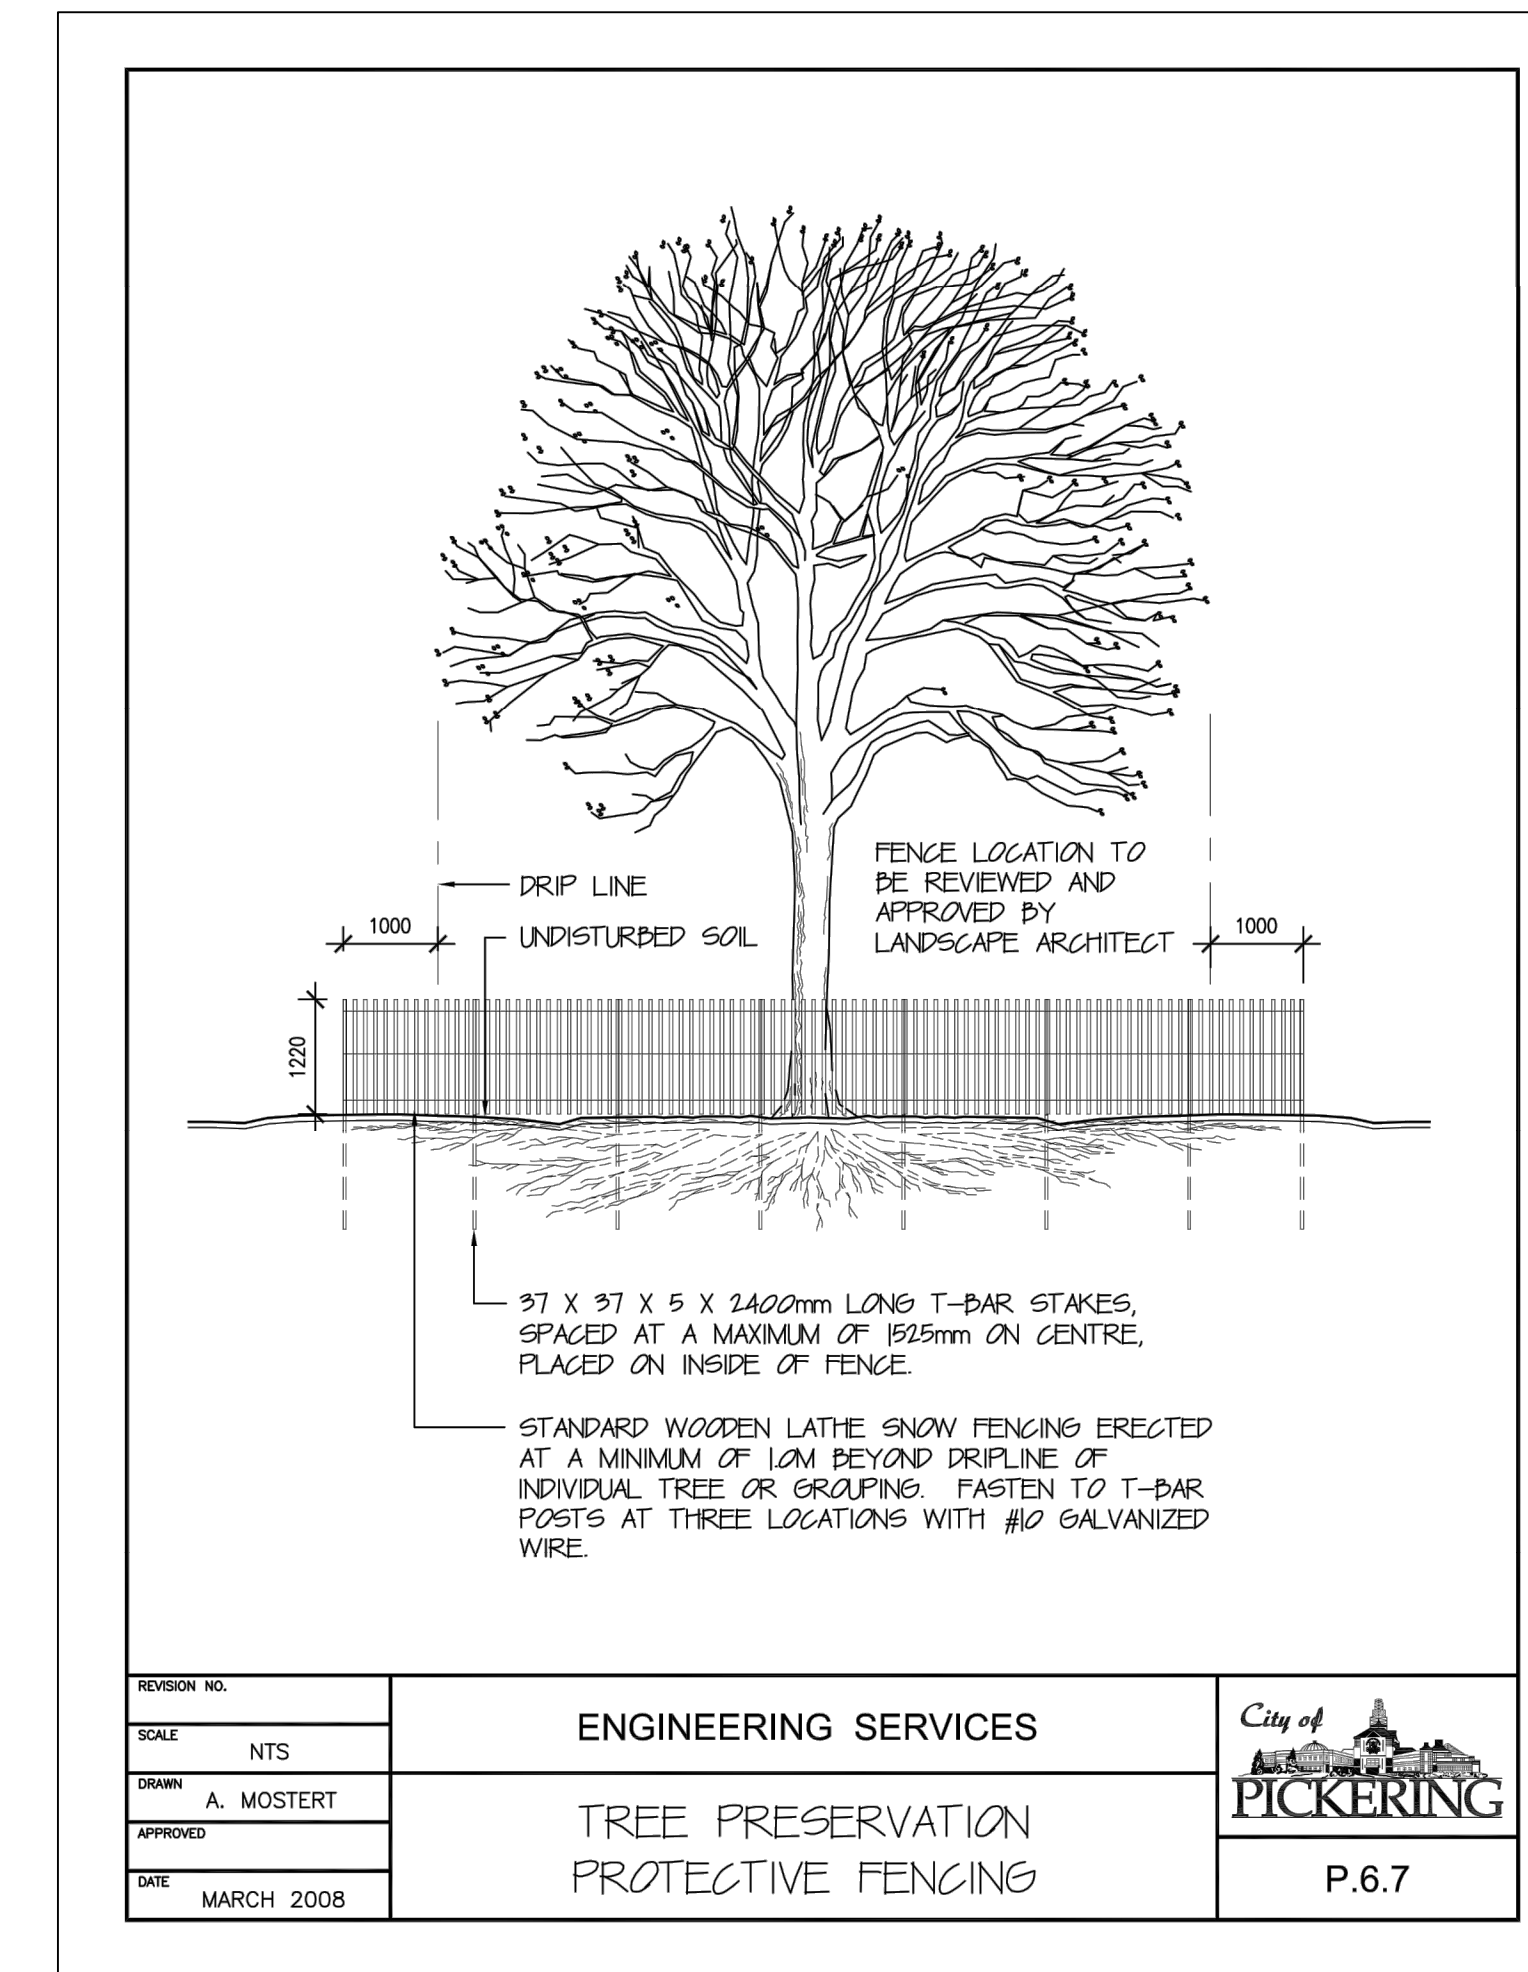 FENCE LOCATION TO
BE REVIEWED AND
APPROVED BY
LANDSCAPE ARCHITECT
DRIP LINE
UNDISTURBED SOIL
1000
1000
1220
37 X 37 X 5 X 2400mm LONG T-BAR STAKES,
SPACED AT A MAXIMUM OF 1525mm ON CENTRE,
PLACED ON INSIDE OF FENCE.
STANDARD WOODEN LATHE SNOW FENCING ERECTED
AT A MINIMUM OF 1.0M BEYOND DRIPLINE OF
INDIVIDUAL TREE OR GROUPING. FASTEN TO T-BAR
POSTS AT THREE LOCATIONS WITH #10 GALVANIZED
WIRE.
REVISION NO.
SCALE
NTS
DRAWN
A. MOSTERT
APPROVED
DATE
MARCH 2008
ENGINEERING SERVICES
TREE PRESERVATION
PROTECTIVE FENCING
City of
PICKERING
P.6.7